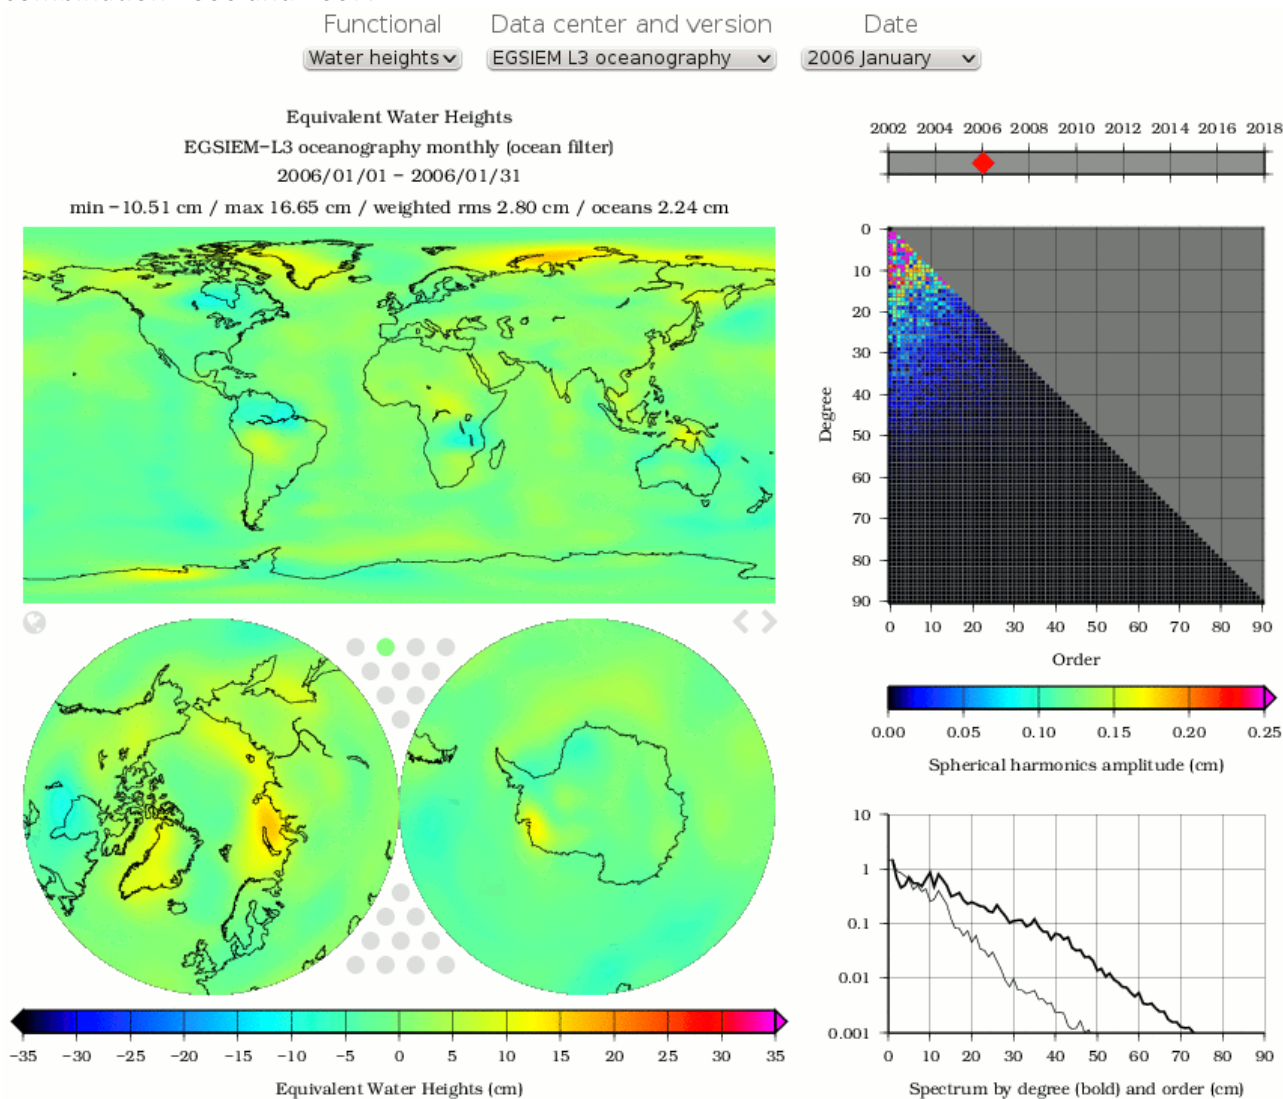 Functional Data center and version Date
Water heights EGSIEM L3 oceanography 2006 January
Equivalent Water Heights
EGSIEM−L3 oceanography monthly (ocean filter)
2006/01/01 − 2006/01/31
min −10.51 cm / max 16.65 cm / weighted rms 2.80 cm / oceans 2.24 cm
2002 2004 2006 2008 2010 2012 2014 2016 2018
0
10
20
30
40
50
60
70
80
90
Degree
0 10 20 30 40 50 60 70 80 90
Order
0.00 0.05 0.10 0.15 0.20 0.25
Spherical harmonics amplitude (cm)
10
1
0.1
0.01
0.001
0 10 20 30 40 50 60 70 80 90
Spectrum by degree (bold) and order (cm)
−35 −30 −25 −20 −15 −10 −5 0 5 10 15 20 25 30 35
Equivalent Water Heights (cm)